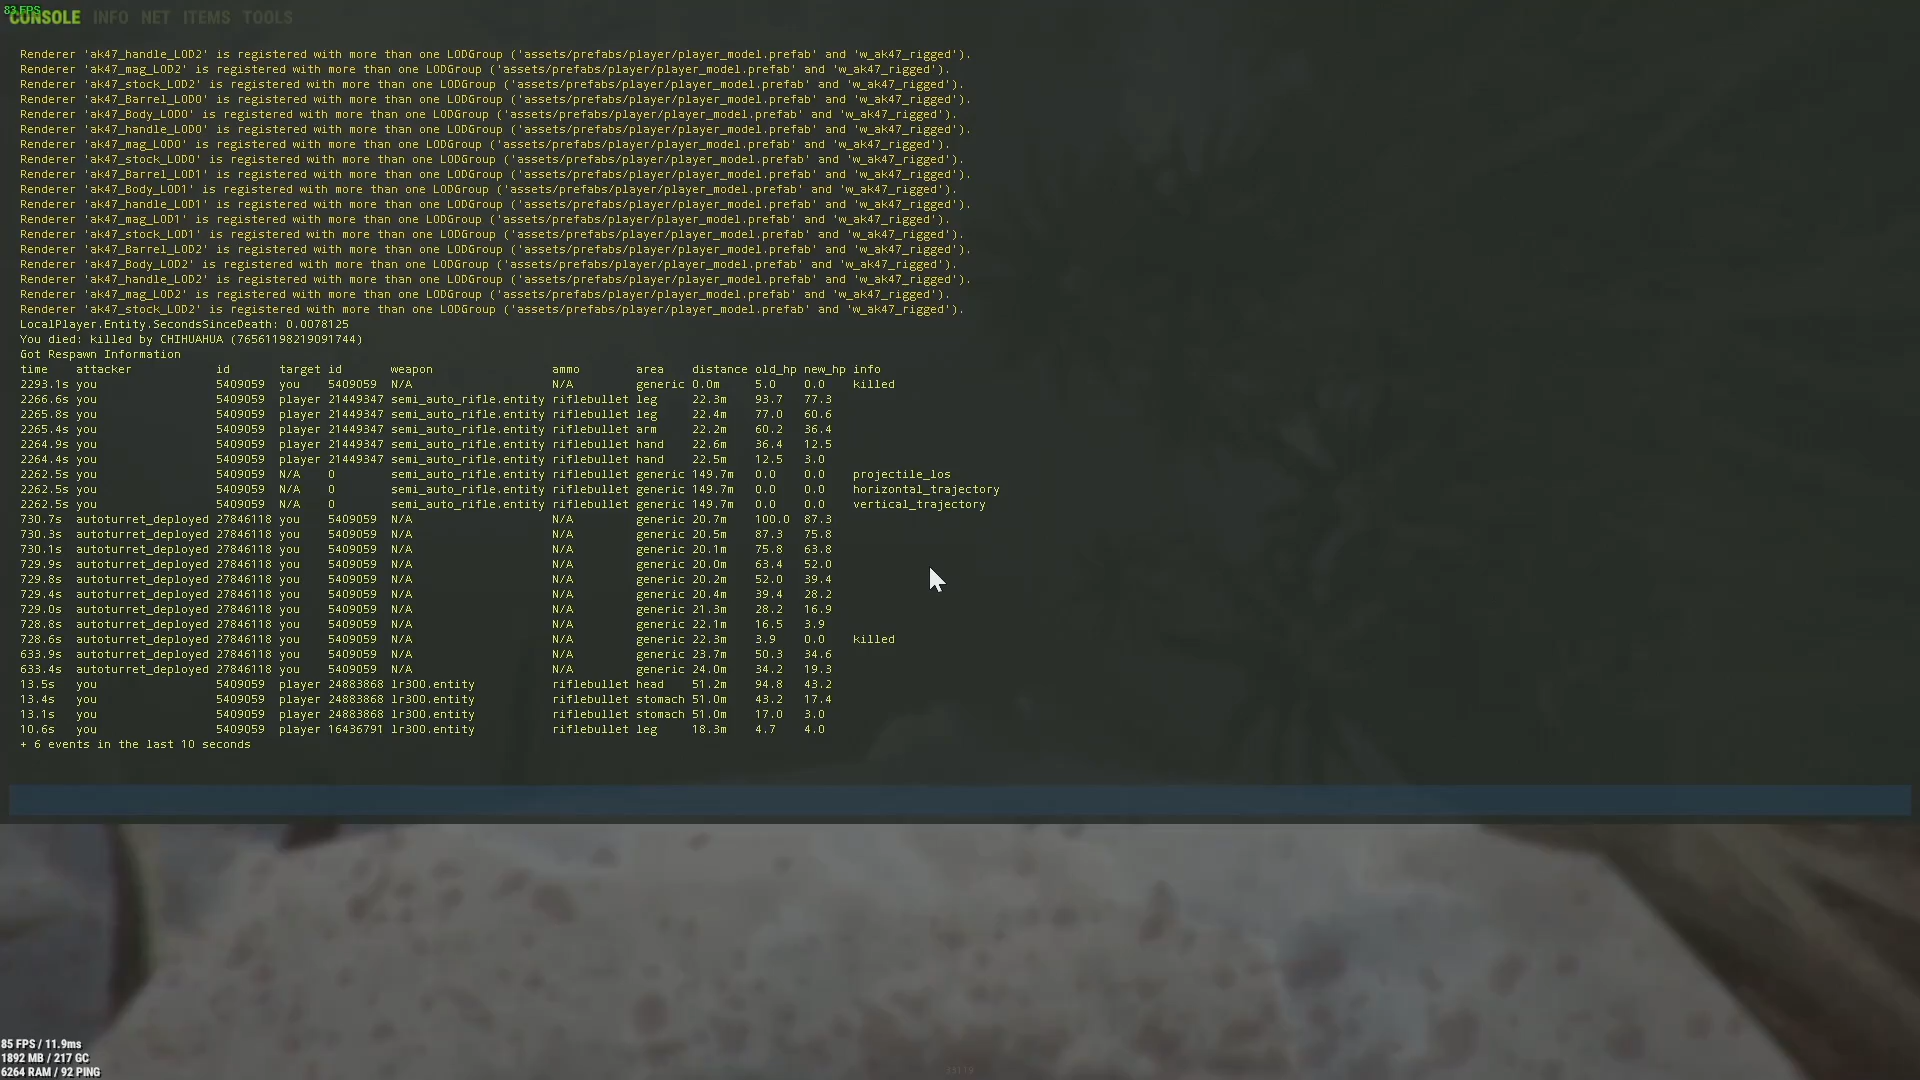 83 FPS
CONSOLE INFO NET ITEMS TOOLS
Renderer 'ak47_handle_LOD2' is registered with more than one LODGroup ('assets/prefabs/player/player_model.prefab' and 'w_ak47_rigged').
Renderer 'ak47_mag_LOD2' is registered with more than one LODGroup ('assets/prefabs/player/player_model.prefab' and 'w_ak47_rigged').
Renderer 'ak47_stock_LOD2' is registered with more than one LODGroup ('assets/prefabs/player/player_model.prefab' and 'w_ak47_rigged').
Renderer 'ak47_Barrel_LOD0' is registered with more than one LODGroup ('assets/prefabs/player/player_model.prefab' and 'w_ak47_rigged').
Renderer 'ak47_Body_LOD0' is registered with more than one LODGroup ('assets/prefabs/player/player_model.prefab' and 'w_ak47_rigged').
Renderer 'ak47_handle_LOD0' is registered with more than one LODGroup ('assets/prefabs/player/player_model.prefab' and 'w_ak47_rigged').
Renderer 'ak47_mag_LOD0' is registered with more than one LODGroup ('assets/prefabs/player/player_model.prefab' and 'w_ak47_rigged').
Renderer 'ak47_stock_LOD0' is registered with more than one LODGroup ('assets/prefabs/player/player_model.prefab' and 'w_ak47_rigged').
Renderer 'ak47_Barrel_LOD1' is registered with more than one LODGroup ('assets/prefabs/player/player_model.prefab' and 'w_ak47_rigged').
Renderer 'ak47_Body_LOD1' is registered with more than one LODGroup ('assets/prefabs/player/player_model.prefab' and 'w_ak47_rigged').
Renderer 'ak47_handle_LOD1' is registered with more than one LODGroup ('assets/prefabs/player/player_model.prefab' and 'w_ak47_rigged').
Renderer 'ak47_mag_LOD1' is registered with more than one LODGroup ('assets/prefabs/player/player_model.prefab' and 'w_ak47_rigged').
Renderer 'ak47_stock_LOD1' is registered with more than one LODGroup ('assets/prefabs/player/player_model.prefab' and 'w_ak47_rigged').
Renderer 'ak47_Barrel_LOD2' is registered with more than one LODGroup ('assets/prefabs/player/player_model.prefab' and 'w_ak47_rigged').
Renderer 'ak47_Body_LOD2' is registered with more than one LODGroup ('assets/prefabs/player/player_model.prefab' and 'w_ak47_rigged').
Renderer 'ak47_handle_LOD2' is registered with more than one LODGroup ('assets/prefabs/player/player_model.prefab' and 'w_ak47_rigged').
Renderer 'ak47_mag_LOD2' is registered with more than one LODGroup ('assets/prefabs/player/player_model.prefab' and 'w_ak47_rigged').
Renderer 'ak47_stock_LOD2' is registered with more than one LODGroup ('assets/prefabs/player/player_model.prefab' and 'w_ak47_rigged').
LocalPlayer.Entity.SecondsSinceDeath: 0.0078125
You died: killed by CHIHUAHUA (76561198219091744)
Got Respawn Information
time attacker id target id weapon ammo area distance old_hp new_hp info
2293.1s you 5409059 you 5409059 N/A N/A generic 0.0m 5.0 0.0 killed
2266.6s you 5409059 player 21449347 semi_auto_rifle.entity riflebullet leg 22.3m 93.7 77.3
2265.8s you 5409059 player 21449347 semi_auto_rifle.entity riflebullet leg 22.4m 77.0 60.6
2265.4s you 5409059 player 21449347 semi_auto_rifle.entity riflebullet arm 22.2m 60.2 36.4
2264.9s you 5409059 player 21449347 semi_auto_rifle.entity riflebullet hand 22.6m 36.4 12.5
2264.4s you 5409059 player 21449347 semi_auto_rifle.entity riflebullet hand 22.5m 12.5 3.0
2262.5s you 5409059 N/A 0 semi_auto_rifle.entity riflebullet generic 149.7m 0.0 0.0 projectile_los
2262.5s you 5409059 N/A 0 semi_auto_rifle.entity riflebullet generic 149.7m 0.0 0.0 horizontal_trajectory
2262.5s you 5409059 N/A 0 semi_auto_rifle.entity riflebullet generic 149.7m 0.0 0.0 vertical_trajectory
730.7s autoturret_deployed 27846118 you 5409059 N/A N/A generic 20.7m 100.0 87.3
730.3s autoturret_deployed 27846118 you 5409059 N/A N/A generic 20.5m 87.3 75.8
730.1s autoturret_deployed 27846118 you 5409059 N/A N/A generic 20.1m 75.8 63.8
729.9s autoturret_deployed 27846118 you 5409059 N/A N/A generic 20.0m 63.4 52.0
729.8s autoturret_deployed 27846118 you 5409059 N/A N/A generic 20.2m 52.0 39.4
729.4s autoturret_deployed 27846118 you 5409059 N/A N/A generic 20.4m 39.4 28.2
729.0s autoturret_deployed 27846118 you 5409059 N/A N/A generic 21.3m 28.2 16.9
728.8s autoturret_deployed 27846118 you 5409059 N/A N/A generic 22.1m 16.5 3.9
728.6s autoturret_deployed 27846118 you 5409059 N/A N/A generic 22.3m 3.9 0.0 killed
633.9s autoturret_deployed 27846118 you 5409059 N/A N/A generic 23.7m 50.3 34.6
633.4s autoturret_deployed 27846118 you 5409059 N/A N/A generic 24.0m 34.2 19.3
13.5s you 5409059 player 24883868 lr300.entity riflebullet head 51.2m 94.8 43.2
13.4s you 5409059 player 24883868 lr300.entity riflebullet stomach 51.0m 43.2 17.4
13.1s you 5409059 player 24883868 lr300.entity riflebullet stomach 51.0m 17.0 3.0
10.6s you 5409059 player 16436791 lr300.entity riflebullet leg 18.3m 4.7 4.0
+ 6 events in the last 10 seconds
85 FPS / 11.9ms
1892 MB / 217 GC
6264 RAM / 92 PING